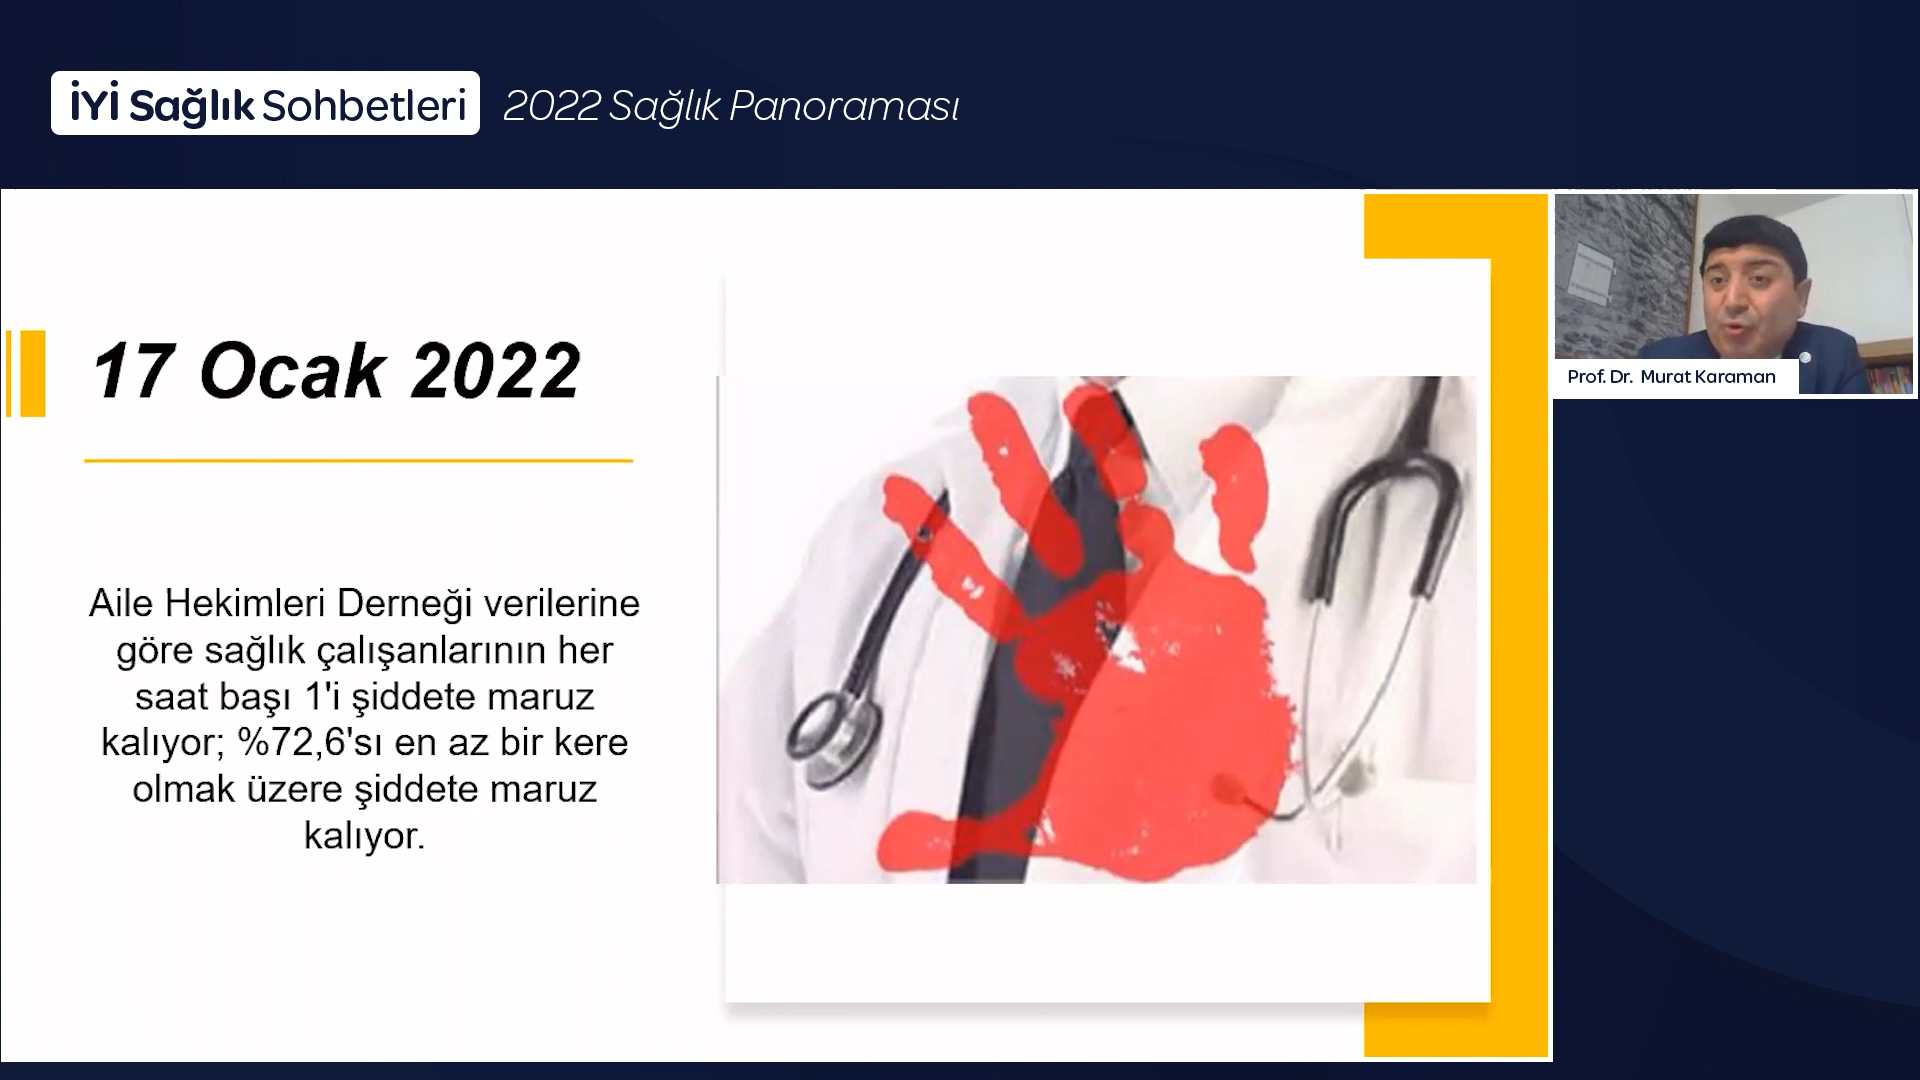 İYİ Sağlık Sohbetleri 2022 Sağlık Panoraması
17 Ocak 2022
Aile Hekimleri Derneği verilerine
göre sağlık çalışanlarının her
saat başı 1'i şiddete maruz
kalıyor; %72,6'sı en az bir kere
olmak üzere şiddete maruz
kalıyor.
Prof. Dr. Murat Karaman